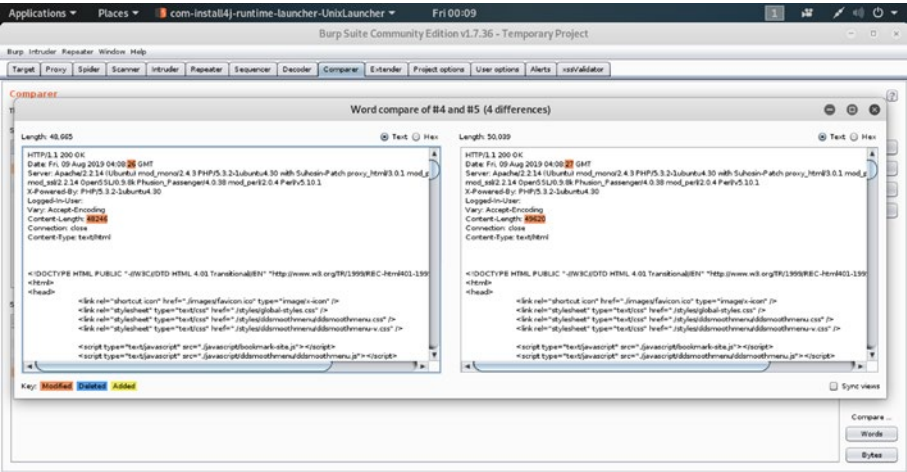 Applications Places com-install4j-runtime-launcher-UnixLauncher Fri 00:09 1
Burp Suite Community Edition v1.7.36 - Temporary Project
Burp Intruder Repeater Window Help
Target Proxy Spider Scanner Intruder Repeater Sequencer Decoder Comparer Extender Project options User options Alerts xssValidator
Comparer
Word compare of #4 and #5 (4 differences)
Length: 48,665 Text Hex
HTTP/1.1 200 OK
Date: Fri, 09 Aug 2019 04:08:26 GMT
Server: Apache/2.2.14 (Ubuntu) mod_mono/2.4.3 PHP/5.3.2-1ubuntu4.30 with Suhosin-Patch proxy_html/3.0.1 mod_p
mod_ssl/2.2.14 OpenSSL/0.9.8k Phusion_Passenger/4.0.38 mod_perl/2.0.4 Perl/v5.10.1
X-Powered-By: PHP/5.3.2-1ubuntu4.30
Logged-In-User:
Vary: Accept-Encoding
Content-Length: 48246
Connection: close
Content-Type: text/html
<!DOCTYPE HTML PUBLIC "-//W3C//DTD HTML 4.01 Transitional//EN" "http://www.w3.org/TR/1999/REC-html401-199
<html>
<head>
<link rel="shortcut icon" href="./images/favicon.ico" type="image/x-icon" />
<link rel="stylesheet" type="text/css" href="./styles/global-styles.css" />
<link rel="stylesheet" type="text/css" href="./styles/ddsmoothmenu/ddsmoothmenu.css" />
<link rel="stylesheet" type="text/css" href="./styles/ddsmoothmenu/ddsmoothmenu-v.css" />
<script type="text/javascript" src="./javascript/bookmark-site.js"></script>
<script type="text/javascript" src="./javascript/ddsmoothmenu/ddsmoothmenu.js"></script>
Length: 50,039 Text Hex
HTTP/1.1 200 OK
Date: Fri, 09 Aug 2019 04:08:27 GMT
Server: Apache/2.2.14 (Ubuntu) mod_mono/2.4.3 PHP/5.3.2-1ubuntu4.30 with Suhosin-Patch proxy_html/3.0.1 mod_p
mod_ssl/2.2.14 OpenSSL/0.9.8k Phusion_Passenger/4.0.38 mod_perl/2.0.4 Perl/v5.10.1
X-Powered-By: PHP/5.3.2-1ubuntu4.30
Logged-In-User:
Vary: Accept-Encoding
Content-Length: 49620
Connection: close
Content-Type: text/html
<!DOCTYPE HTML PUBLIC "-//W3C//DTD HTML 4.01 Transitional//EN" "http://www.w3.org/TR/1999/REC-html401-199
<html>
<head>
<link rel="shortcut icon" href="./images/favicon.ico" type="image/x-icon" />
<link rel="stylesheet" type="text/css" href="./styles/global-styles.css" />
<link rel="stylesheet" type="text/css" href="./styles/ddsmoothmenu/ddsmoothmenu.css" />
<link rel="stylesheet" type="text/css" href="./styles/ddsmoothmenu/ddsmoothmenu-v.css" />
<script type="text/javascript" src="./javascript/bookmark-site.js"></script>
<script type="text/javascript" src="./javascript/ddsmoothmenu/ddsmoothmenu.js"></script>
Key: Modified Deleted Added Sync views
Compare ...
Words
Bytes